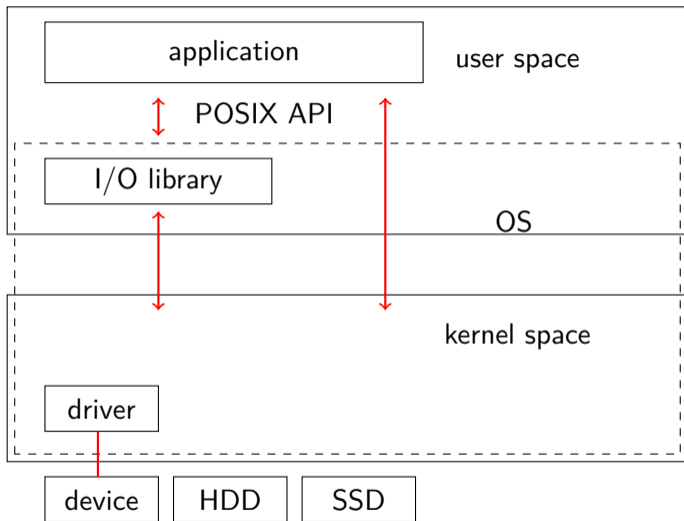 application
user space
POSIX API
I/O library
OS
kernel space
driver
device
HDD
SSD